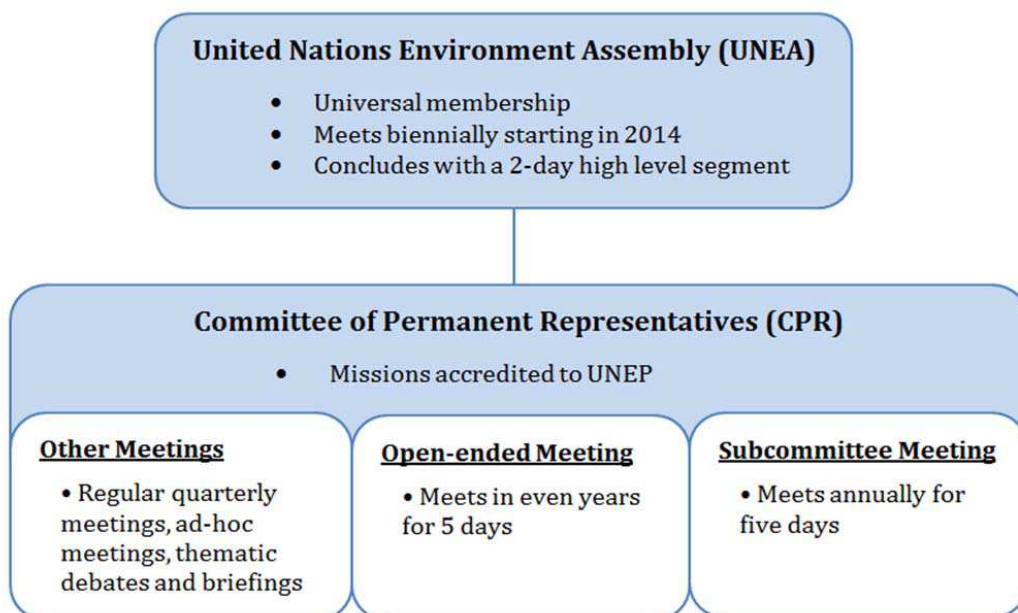 United Nations Environment Assembly (UNEA)
• Universal membership
• Meets biennially starting in 2014
• Concludes with a 2-day high level segment
Committee of Permanent Representatives (CPR)
• Missions accredited to UNEP
Other Meetings
• Regular quarterly
meetings, ad-hoc
meetings, thematic
debates and briefings
Open-ended Meeting
• Meets in even years
for 5 days
Subcommittee Meeting
• Meets annually for
five days